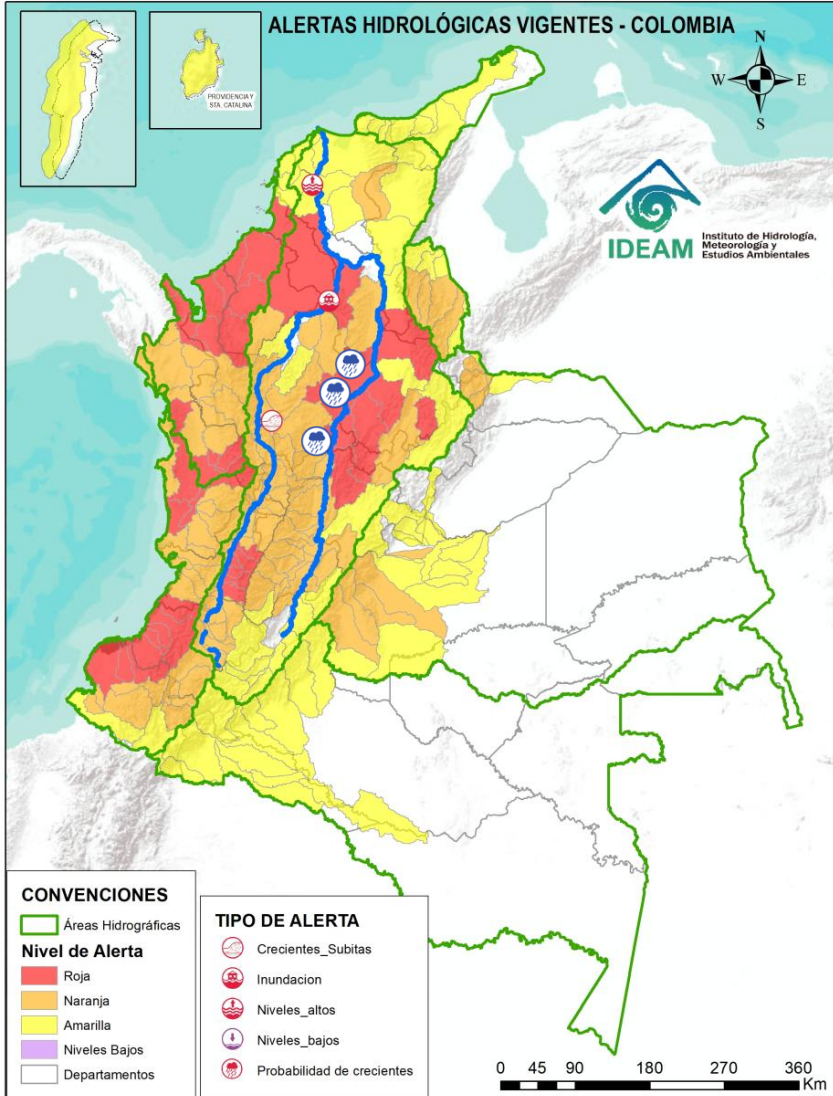 ALERTAS HIDROLÓGICAS VIGENTES - COLOMBIA
PROVIDENCIA Y
STA. CATALINA
N
W E
S
IDEAM
Instituto de Hidrología,
Meteorología y
Estudios Ambientales
CONVENCIONES
Áreas Hidrográficas
Nivel de Alerta
Roja
Naranja
Amarilla
Niveles Bajos
Departamentos
TIPO DE ALERTA
Crecientes_Subitas
Inundacion
Niveles_altos
Niveles_bajos
Probabilidad de crecientes
0 45 90 180 270 360
Km